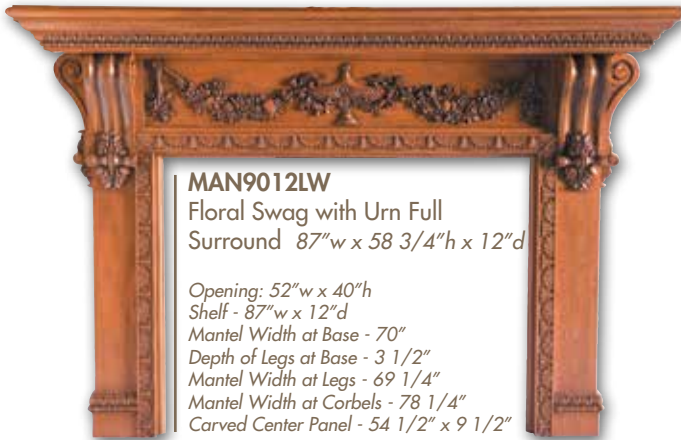 MAN9012LW
Floral Swag with Urn Full
Surround 87”w x 58 3/4”h x 12”d
Opening: 52”w x 40”h
Shelf - 87”w x 12”d
Mantel Width at Base - 70”
Depth of Legs at Base - 3 1/2”
Mantel Width at Legs - 69 1/4”
Mantel Width at Corbels - 78 1/4”
Carved Center Panel - 54 1/2” x 9 1/2”